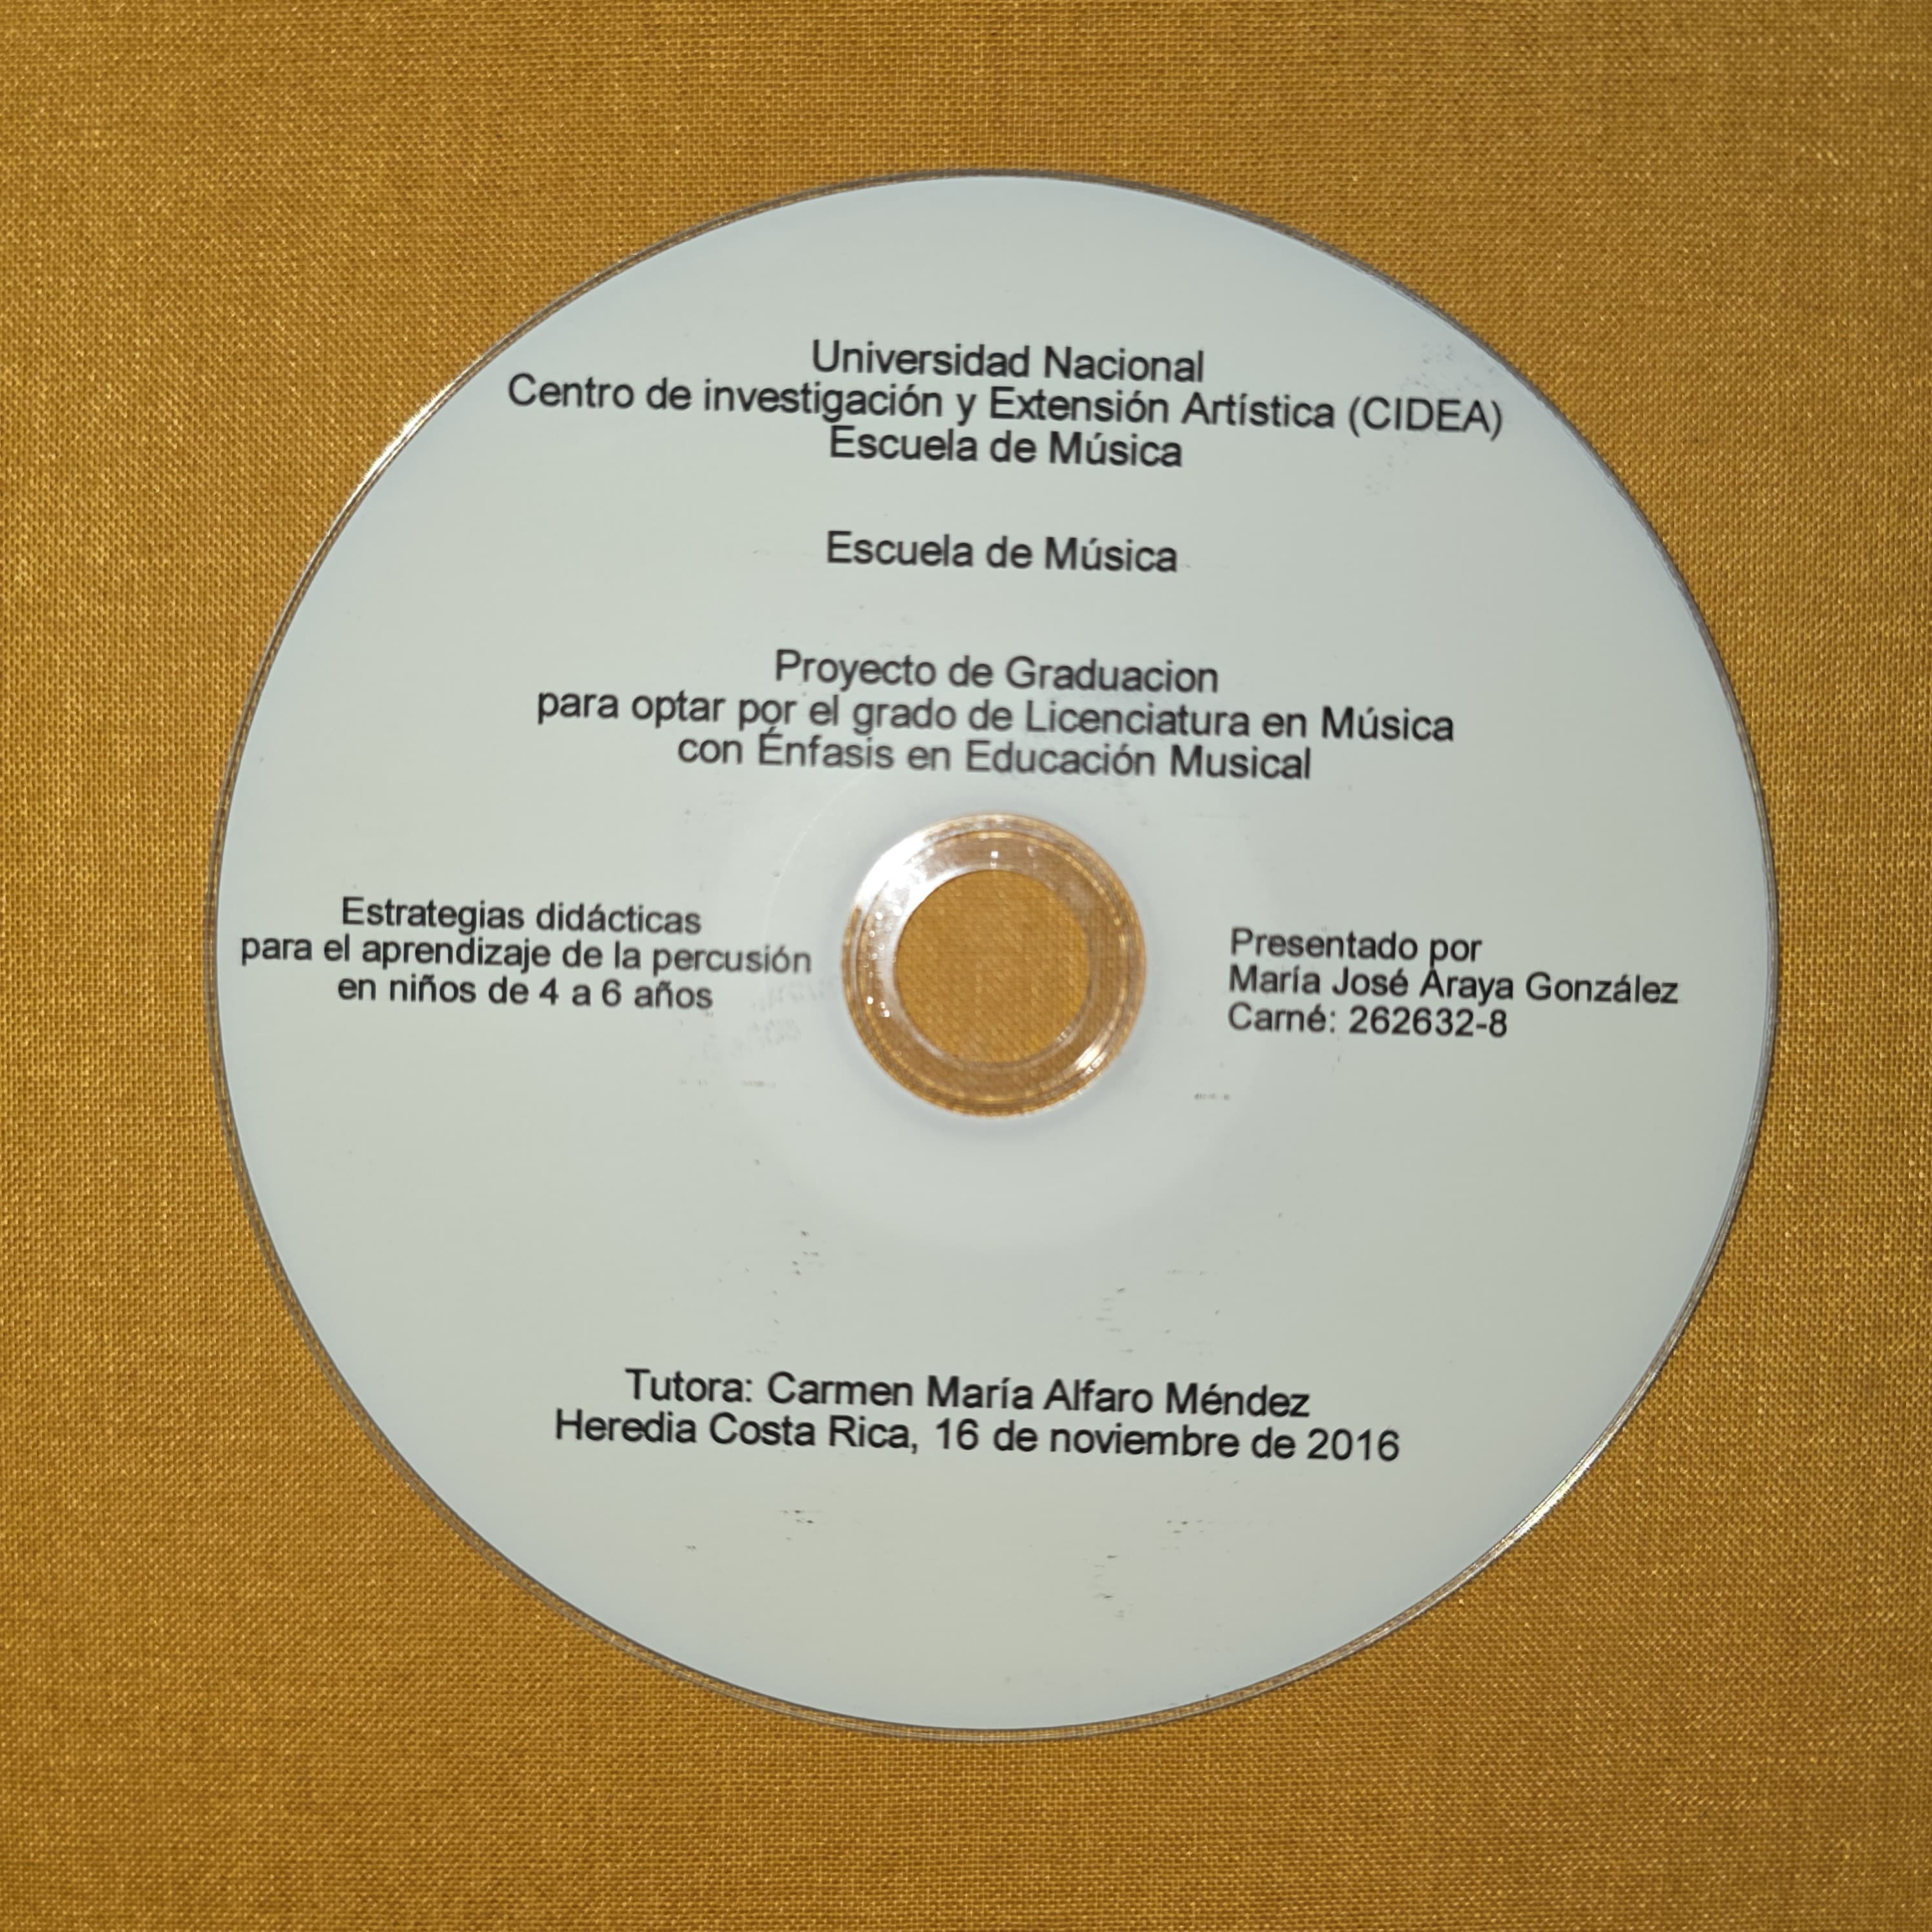 Universidad Nacional
Centro de investigación y Extensión Artística (CIDEA)
Escuela de Música
Escuela de Música
Proyecto de Graduacion
para optar por el grado de Licenciatura en Música
con Énfasis en Educación Musical
Estrategias didácticas
para el aprendizaje de la percusión
en niños de 4 a 6 años
Presentado por
María José Araya González
Carné: 262632-8
Tutora: Carmen María Alfaro Méndez
Heredia Costa Rica, 16 de noviembre de 2016